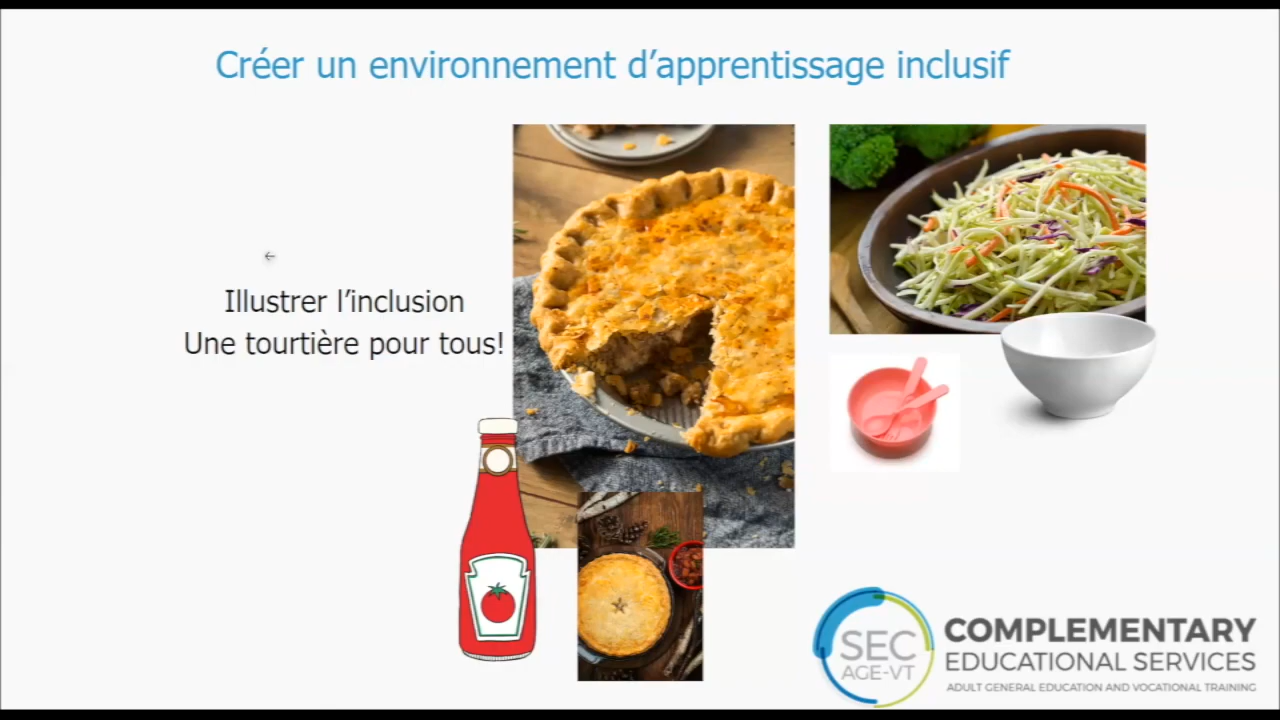 Créer un environnement d’apprentissage inclusif
Illustrer l’inclusion
Une tourtière pour tous!
SEC
AGE-VT
COMPLEMENTARY
EDUCATIONAL SERVICES
ADULT GENERAL EDUCATION AND VOCATIONAL TRAINING